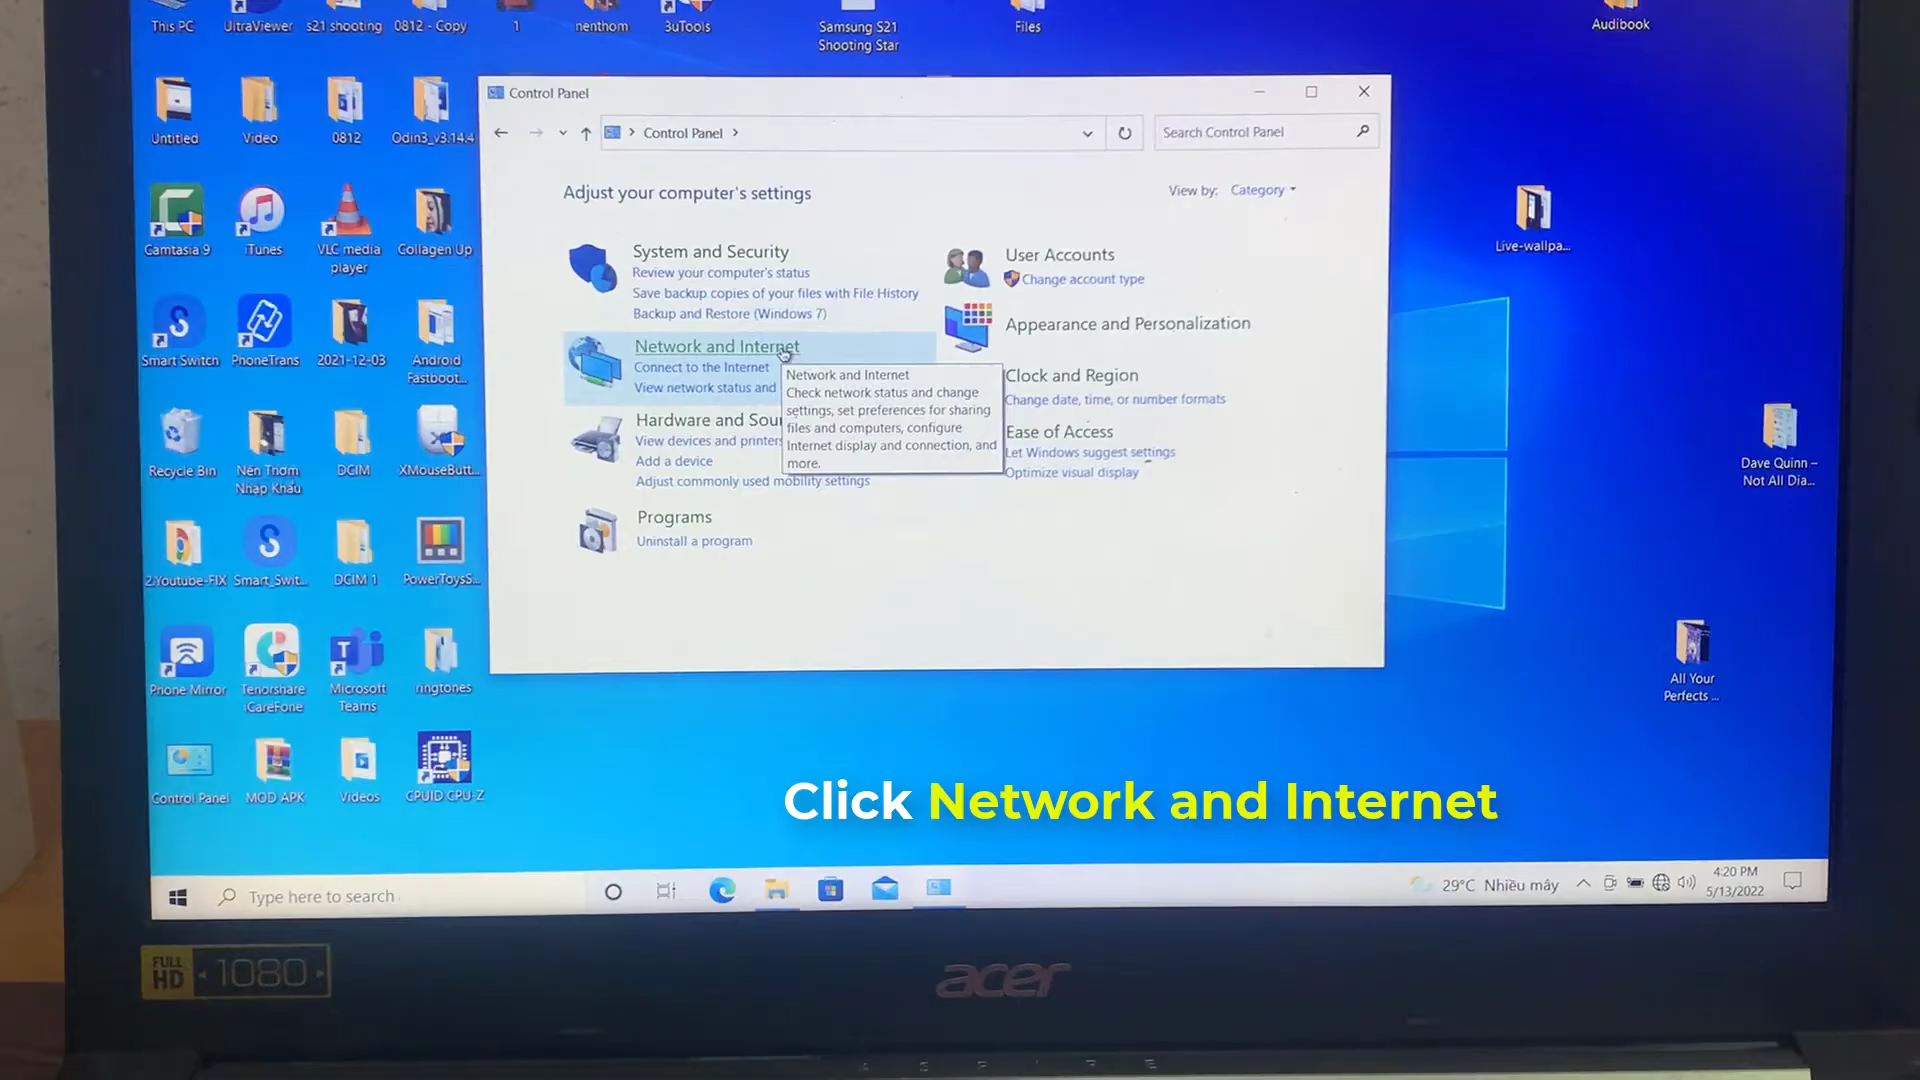 This PC
UltraViewer
s21 shooting
0812 - Copy
1
nenthom
3uTools
Samsung S21
Shooting Star
Files
Audibook
Untitled
Video
0812
Odin3_v3.14.4
Control Panel
Control Panel
Search Control Panel
Adjust your computer's settings
View by: Category
System and Security
Review your computer's status
Save backup copies of your files with File History
Backup and Restore (Windows 7)
Network and Internet
Connect to the Internet
View network status and
Hardware and Sou
View devices and printers
Add a device
Adjust commonly used mobility settings
Programs
Uninstall a program
Network and Internet
Check network status and change
settings, set preferences for sharing
files and computers, configure
Internet display and connection, and
more.
User Accounts
Change account type
Appearance and Personalization
Clock and Region
Change date, time, or number formats
Ease of Access
Let Windows suggest settings
Optimize visual display
Camtasia 9
iTunes
VLC media
player
Collagen Up
Live-wallpa...
Smart Switch
PhoneTrans
2021-12-03
Android
Fastboot...
Recycle Bin
Nến Thơm
Nhập Khẩu
DCIM
XMouseButt...
Dave Quinn –
Not All Dia...
2.Youtube-FIX
Smart_Swit...
DCIM 1
PowerToysS...
Phone Mirror
Tenorshare
iCareFone
Microsoft
Teams
ringtones
All Your
Perfects ...
Control Panel
MOD APK
Videos
CPUID CPU-Z
Click Network and Internet
Type here to search
29°C Nhiều mây
4:20 PM
5/13/2022
FULL
HD
1080
acer